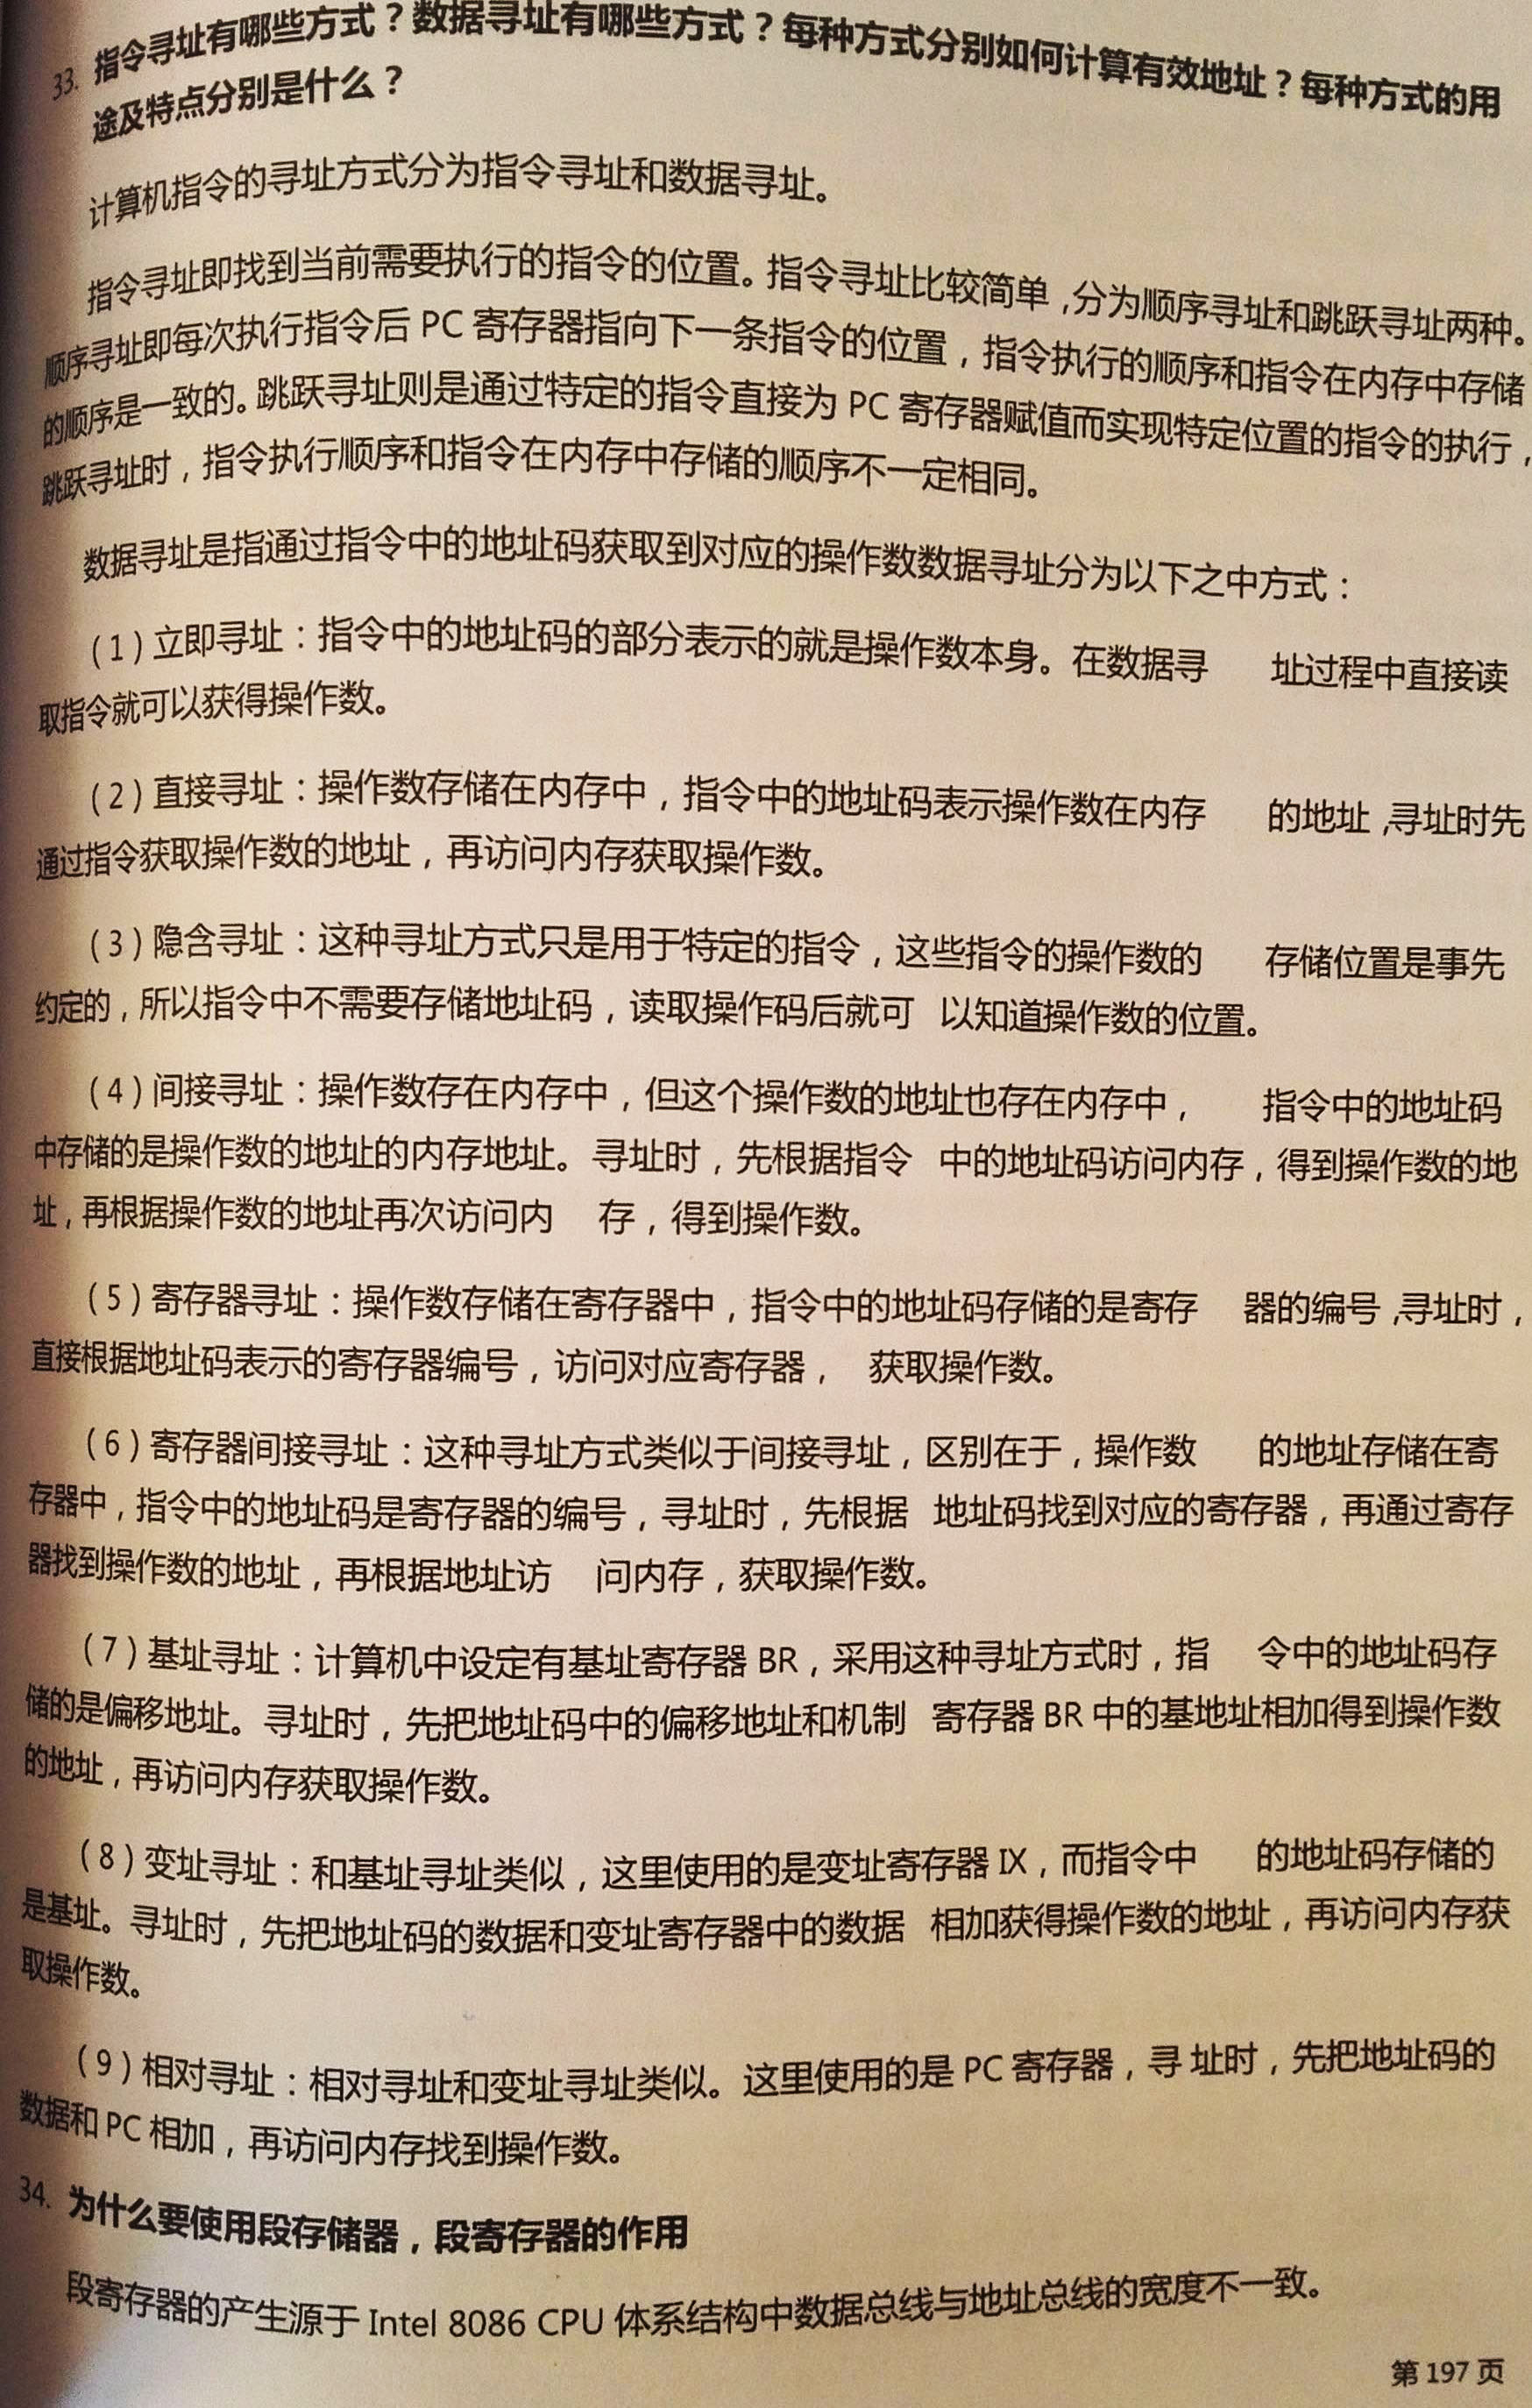 33. 指令寻址有哪些方式？数据寻址有哪些方式？每种方式分别如何计算有效地址？每种方式的用
途及特点分别是什么？
计算机指令的寻址方式分为指令寻址和数据寻址。
指令寻址即找到当前需要执行的指令的位置。指令寻址比较简单,分为顺序寻址和跳跃寻址两种。
顺序寻址即每次执行指令后 PC 寄存器指向下一条指令的位置，指令执行的顺序和指令在内存中存储
的顺序是一致的。跳跃寻址则是通过特定的指令直接为 PC 寄存器赋值而实现特定位置的指令的执行，
跳跃寻址时，指令执行顺序和指令在内存中存储的顺序不一定相同。
数据寻址是指通过指令中的地址码获取到对应的操作数数据寻址分为以下之中方式：
（1）立即寻址：指令中的地址码的部分表示的就是操作数本身。在数据寻 址过程中直接读
取指令就可以获得操作数。
（2）直接寻址：操作数存储在内存中，指令中的地址码表示操作数在内存 的地址,寻址时先
通过指令获取操作数的地址，再访问内存获取操作数。
（3）隐含寻址：这种寻址方式只是用于特定的指令，这些指令的操作数的 存储位置是事先
约定的，所以指令中不需要存储地址码，读取操作码后就可 以知道操作数的位置。
（4）间接寻址：操作数存在内存中，但这个操作数的地址也存在内存中， 指令中的地址码
中存储的是操作数的地址的内存地址。寻址时，先根据指令 中的地址码访问内存，得到操作数的地
址，再根据操作数的地址再次访问内 存，得到操作数。
（5）寄存器寻址：操作数存储在寄存器中，指令中的地址码存储的是寄存 器的编号,寻址时，
直接根据地址码表示的寄存器编号，访问对应寄存器， 获取操作数。
（6）寄存器间接寻址：这种寻址方式类似于间接寻址，区别在于，操作数 的地址存储在寄
存器中，指令中的地址码是寄存器的编号，寻址时，先根据 地址码找到对应的寄存器，再通过寄存
器找到操作数的地址，再根据地址访 问内存，获取操作数。
（7）基址寻址：计算机中设定有基址寄存器 BR，采用这种寻址方式时，指 令中的地址码存
储的是偏移地址。寻址时，先把地址码中的偏移地址和机制 寄存器 BR 中的基地址相加得到操作数
的地址，再访问内存获取操作数。
（8）变址寻址：和基址寻址类似，这里使用的是变址寄存器 IX，而指令中 的地址码存储的
是基址。寻址时，先把地址码的数据和变址寄存器中的数据 相加获得操作数的地址，再访问内存获
取操作数。
（9）相对寻址：相对寻址和变址寻址类似。这里使用的是 PC 寄存器，寻 址时，先把地址码的
数据和 PC 相加，再访问内存找到操作数。
34. 为什么要使用段存储器，段寄存器的作用
段寄存器的产生源于 Intel 8086 CPU 体系结构中数据总线与地址总线的宽度不一致。
第 197 页